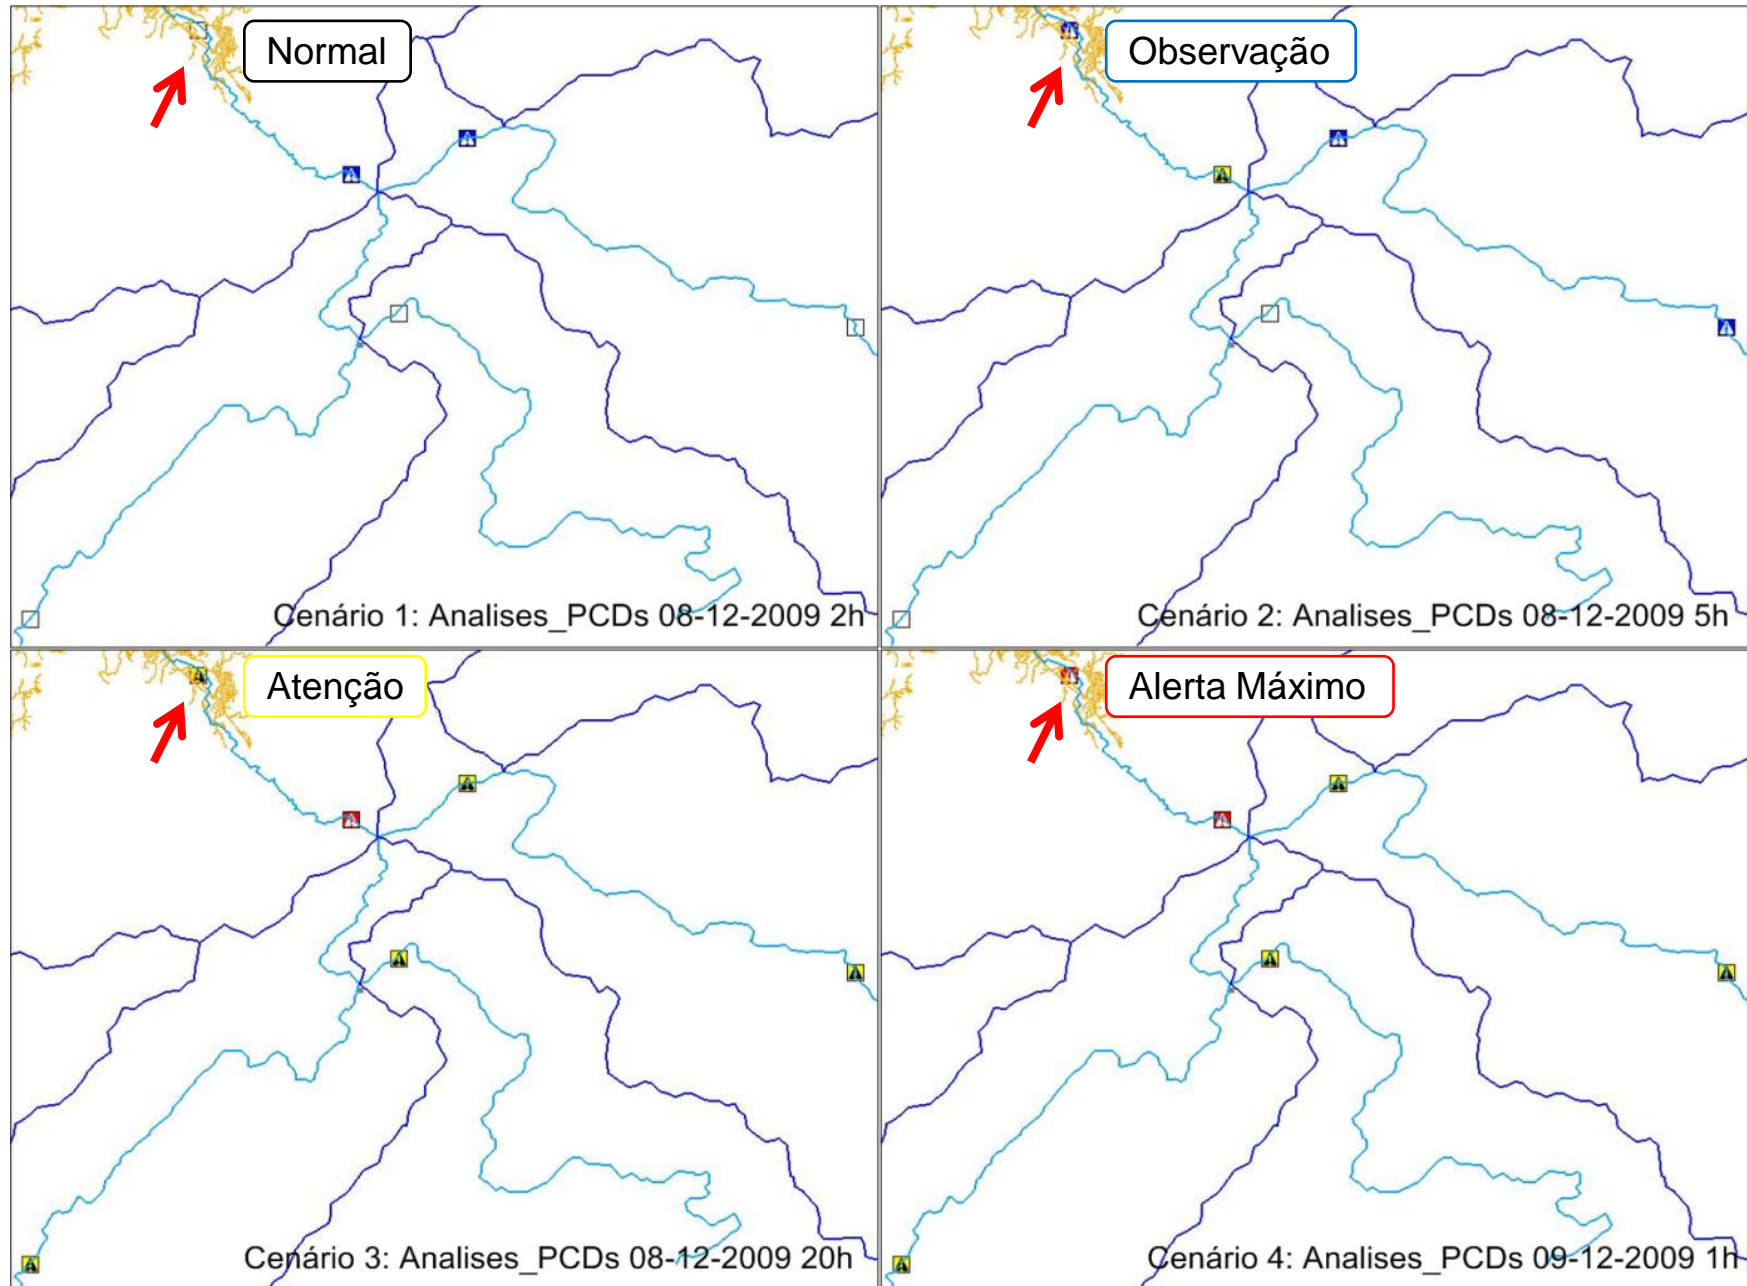 Normal
Observação
Cenário 1: Analises_PCDs 08-12-2009 2h
Cenário 2: Analises_PCDs 08-12-2009 5h
Atenção
Alerta Máximo
Cenário 3: Analises_PCDs 08-12-2009 20h
Cenário 4: Analises_PCDs 09-12-2009 1h